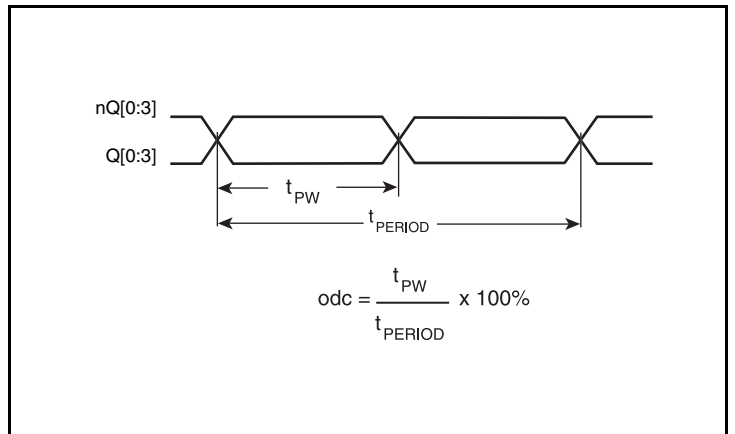 nQ[0:3]
Q[0:3]
tPW
tPERIOD
odc = tPW / tPERIOD x 100%